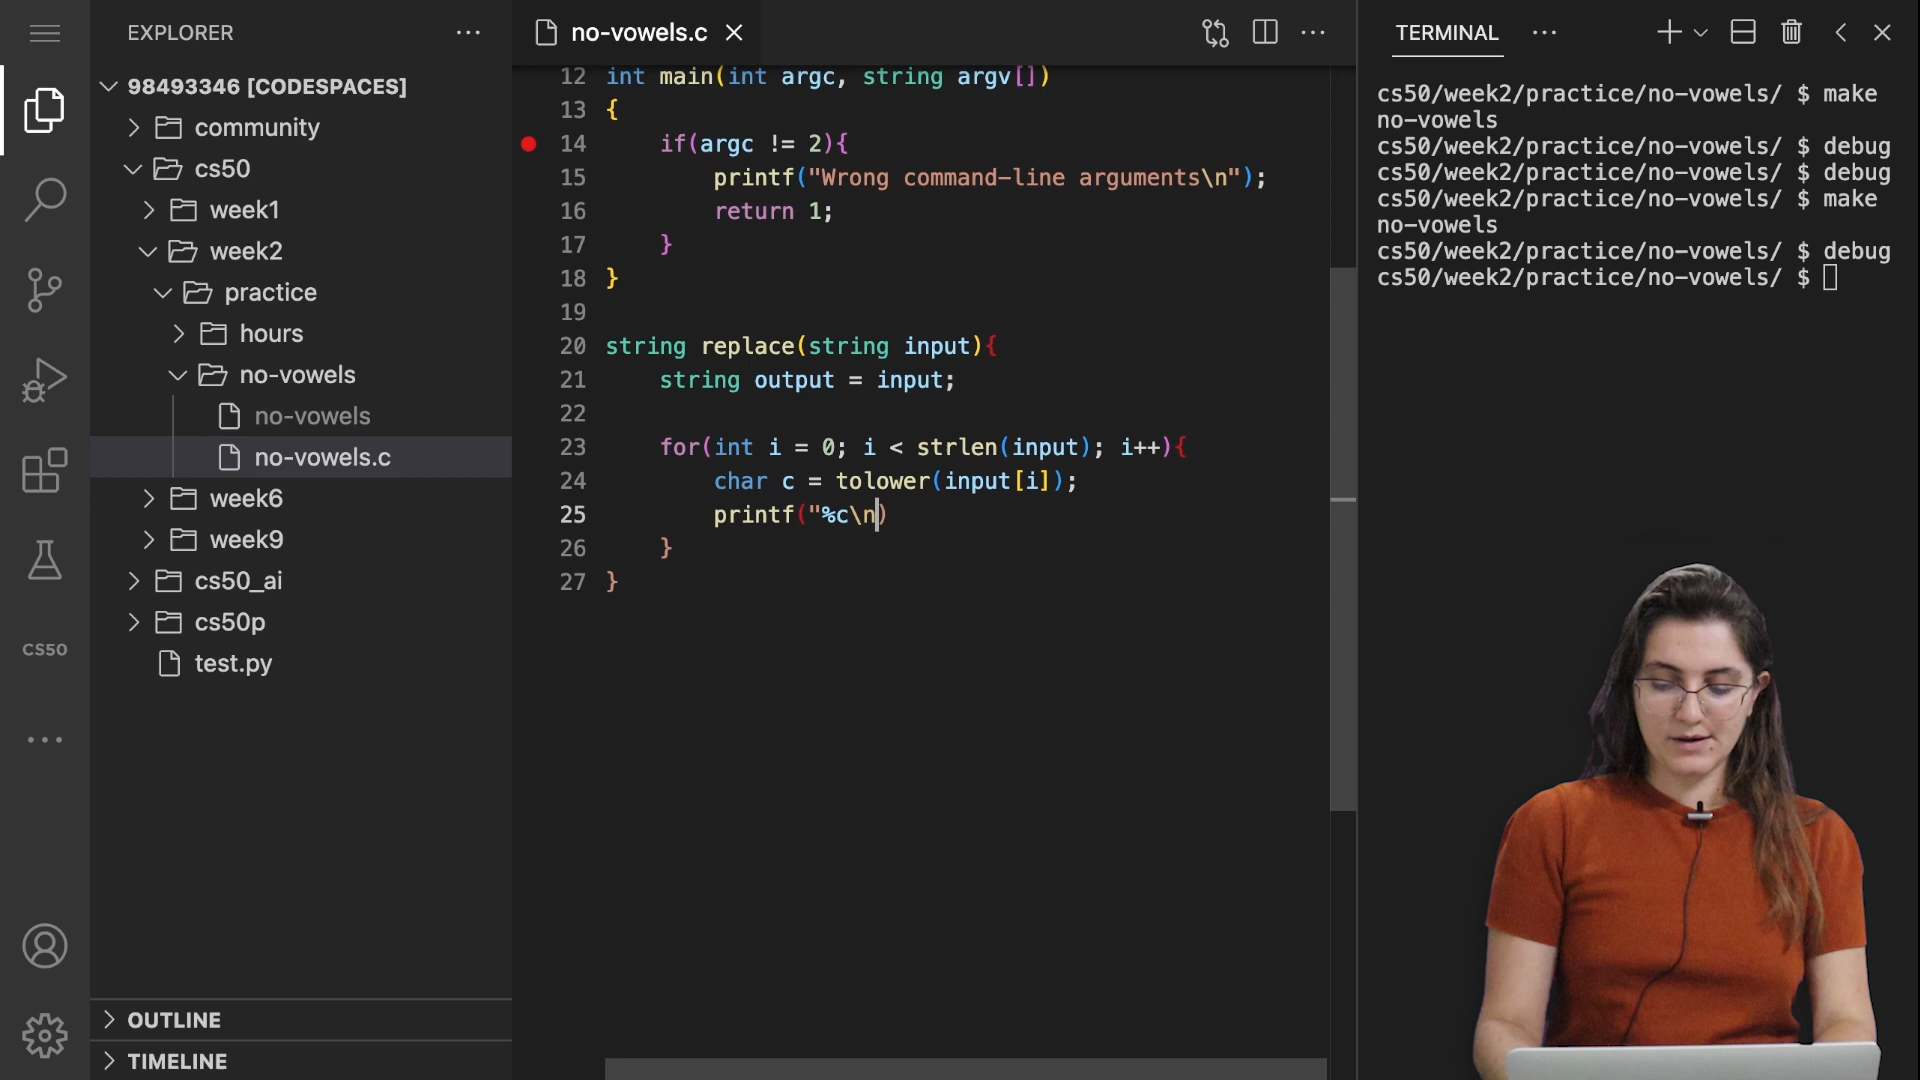 EXPLORER
98493346 [CODESPACES]
community
cs50
week1
week2
practice
hours
no-vowels
no-vowels
no-vowels.c
week6
week9
cs50_ai
cs50p
test.py
CS50
OUTLINE
TIMELINE
no-vowels.c
12 int main(int argc, string argv[])
13 {
14 if(argc != 2){
15 printf("Wrong command-line arguments\n");
16 return 1;
17 }
18 }
19
20 string replace(string input){
21 string output = input;
22
23 for(int i = 0; i < strlen(input); i++){
24 char c = tolower(input[i]);
25 printf("%c\n)
26 }
27 }
TERMINAL
cs50/week2/practice/no-vowels/ $ make
no-vowels
cs50/week2/practice/no-vowels/ $ debug
cs50/week2/practice/no-vowels/ $ debug
cs50/week2/practice/no-vowels/ $ make
no-vowels
cs50/week2/practice/no-vowels/ $ debug
cs50/week2/practice/no-vowels/ $